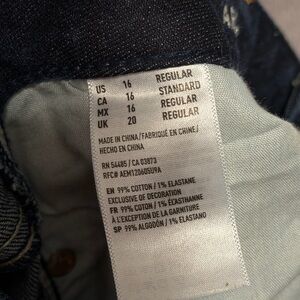 US 16 REGULAR
CA 16 STANDARD
MX 16 REGULAR
UK 20 REGULAR
MADE IN CHINA/FABRIQUÉ EN CHINE/
HECHO EN CHINA
RN 54485 / CA 03873
RFC# AEM120605U9A
EN 99% COTTON / 1% ELASTANE
EXCLUSIVE OF DECORATION
FR 99% COTON / 1% ÉLASTHANNE
À L'EXCEPTION DE LA GARNITURE
SP 99% ALGODÓN / 1% ELASTANO